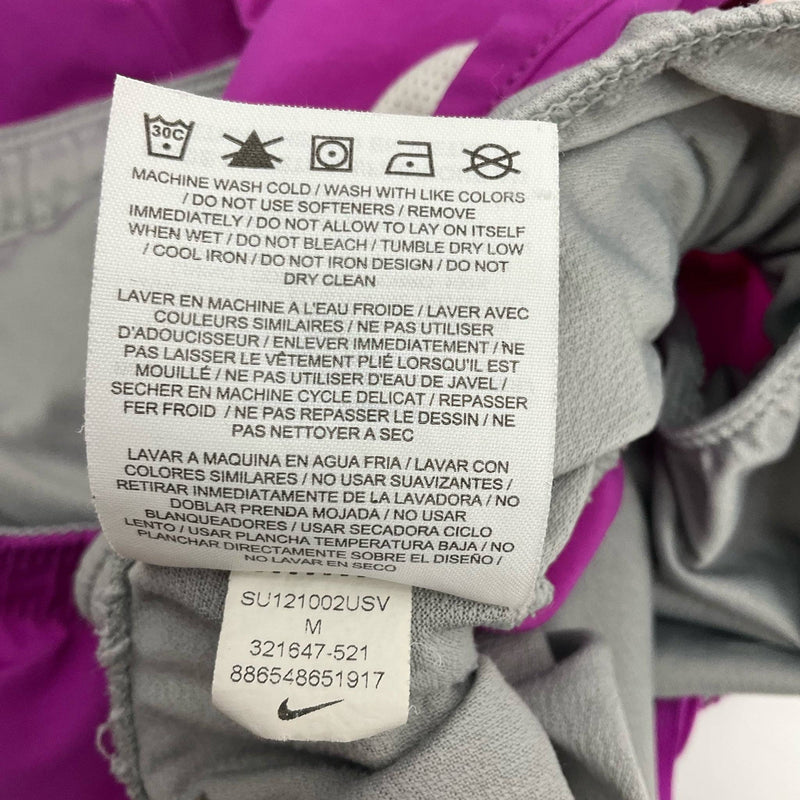 30C
MACHINE WASH COLD / WASH WITH LIKE COLORS
/ DO NOT USE SOFTENERS / REMOVE
IMMEDIATELY / DO NOT ALLOW TO LAY ON ITSELF
WHEN WET / DO NOT BLEACH / TUMBLE DRY LOW
/ COOL IRON / DO NOT IRON DESIGN / DO NOT
DRY CLEAN
LAVER EN MACHINE A L'EAU FROIDE / LAVER AVEC
COULEURS SIMILAIRES / NE PAS UTILISER
D'ADOUCISSEUR / ENLEVER IMMEDIATEMENT / NE
PAS LAISSER LE VÊTEMENT PLIÉ LORSQU'IL EST
MOUILLÉ / NE PAS UTILISER D'EAU DE JAVEL /
SECHER EN MACHINE CYCLE DELICAT / REPASSER
FER FROID / NE PAS REPASSER LE DESSIN / NE
PAS NETTOYER A SEC
LAVAR A MAQUINA EN AGUA FRIA / LAVAR CON
COLORES SIMILARES / NO USAR SUAVIZANTES /
RETIRAR INMEDIATAMENTE DE LA LAVADORA / NO
DOBLAR PRENDA MOJADA / NO USAR
BLANQUEADORES / USAR SECADORA CICLO
LENTO / USAR PLANCHA TEMPERATURA BAJA / NO
PLANCHAR DIRECTAMENTE SOBRE EL DISEÑO /
NO LAVAR EN SECO
SU121002USV
M
321647-521
886548651917